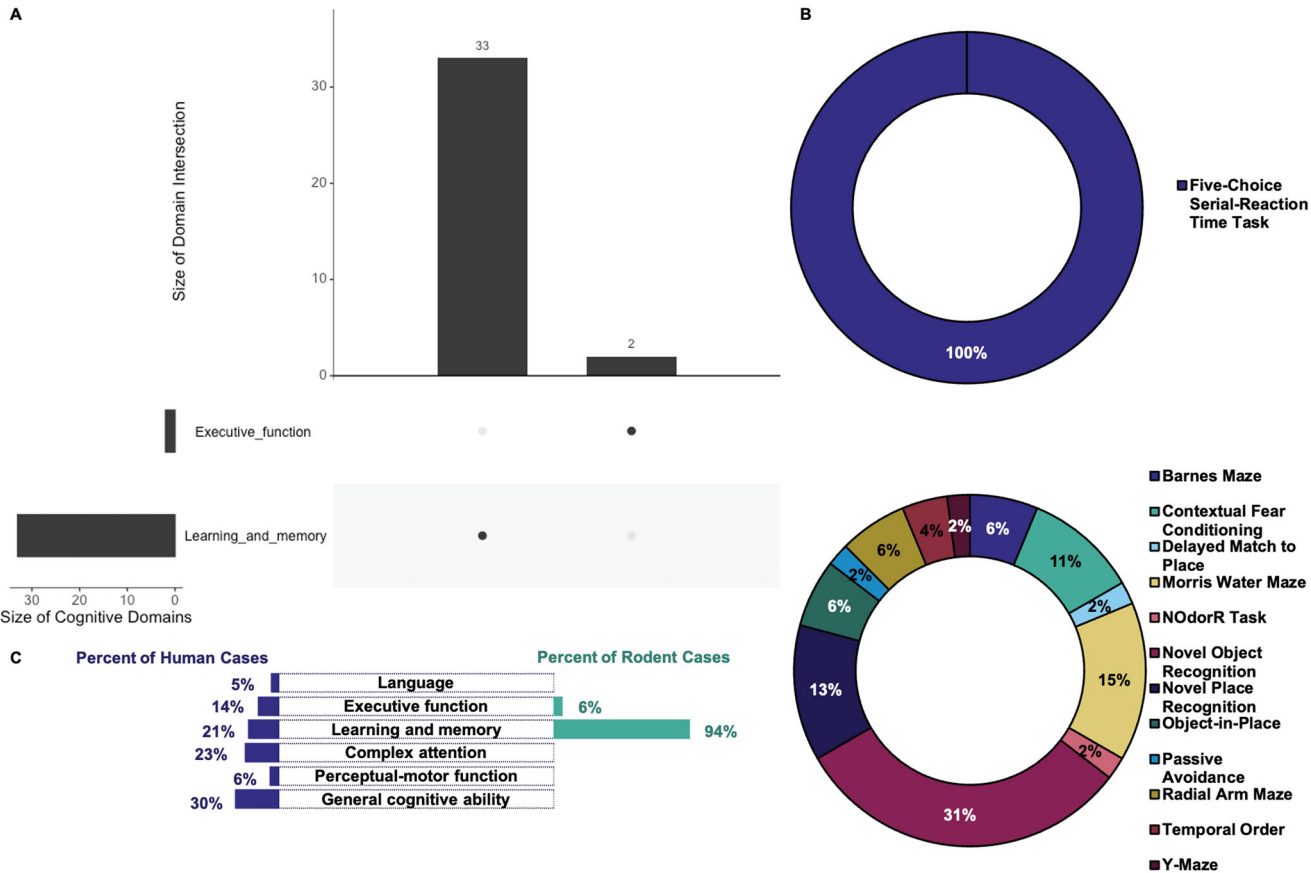 A
33
30
20
10
0
2
Size of Domain Intersection
Executive_function
Learning_and_memory
30 20 10 0
Size of Cognitive Domains
B
100%
Five-Choice
Serial-Reaction
Time Task
6%
11%
2%
15%
2%
31%
13%
6%
2%
6%
4%
2%
Barnes Maze
Contextual Fear
Conditioning
Delayed Match to
Place
Morris Water Maze
NOdorR Task
Novel Object
Recognition
Novel Place
Recognition
Object-in-Place
Passive
Avoidance
Radial Arm Maze
Temporal Order
Y-Maze
C
Percent of Human Cases
Percent of Rodent Cases
5% Language
14% Executive function 6%
21% Learning and memory 94%
23% Complex attention
6% Perceptual-motor function
30% General cognitive ability